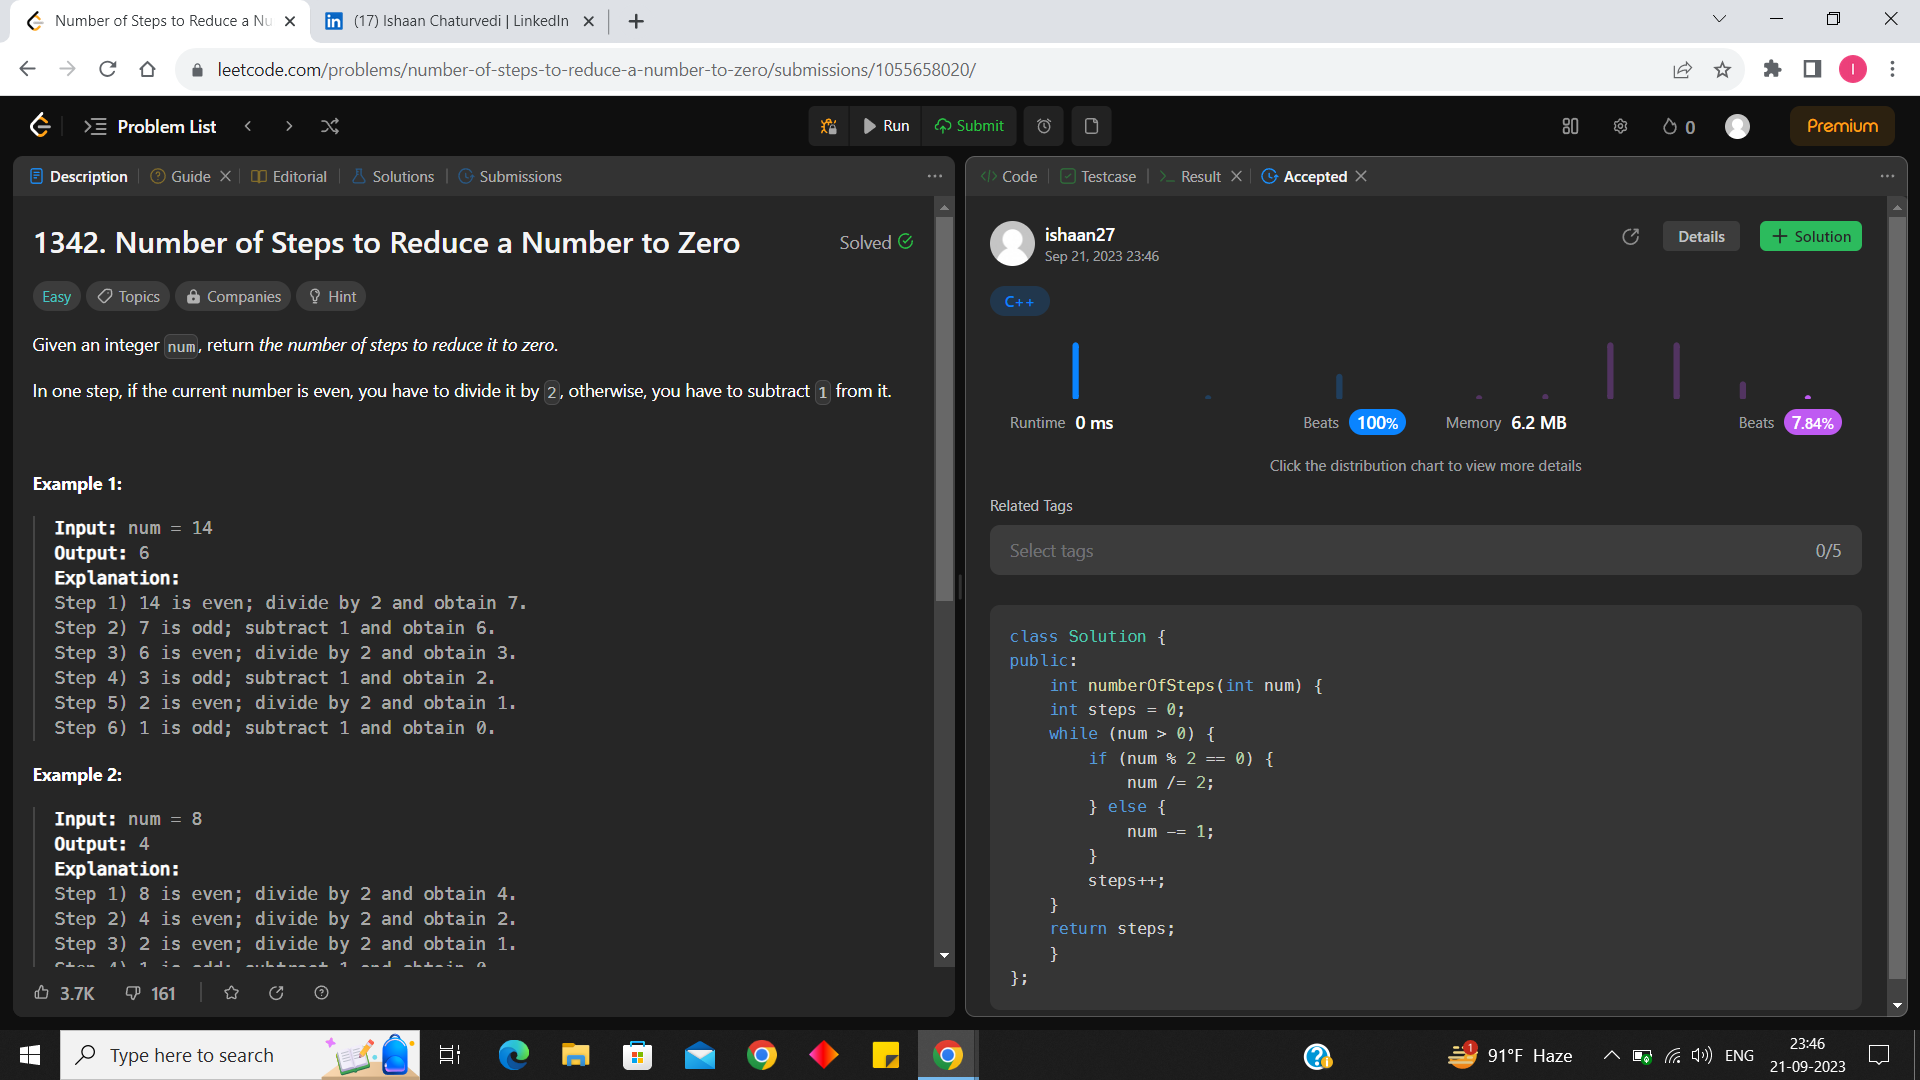 Number of Steps to Reduce a Nu
(17) Ishaan Chaturvedi | LinkedIn
leetcode.com/problems/number-of-steps-to-reduce-a-number-to-zero/submissions/1055658020/
I
Problem List
Run
Submit
0
Premium
Description
Guide
Editorial
Solutions
Submissions
1342. Number of Steps to Reduce a Number to Zero
Solved
Easy
Topics
Companies
Hint
Given an integer num, return the number of steps to reduce it to zero.
In one step, if the current number is even, you have to divide it by 2, otherwise, you have to subtract 1 from it.
Example 1:
Input: num = 14
Output: 6
Explanation:
Step 1) 14 is even; divide by 2 and obtain 7.
Step 2) 7 is odd; subtract 1 and obtain 6.
Step 3) 6 is even; divide by 2 and obtain 3.
Step 4) 3 is odd; subtract 1 and obtain 2.
Step 5) 2 is even; divide by 2 and obtain 1.
Step 6) 1 is odd; subtract 1 and obtain 0.
Example 2:
Input: num = 8
Output: 4
Explanation:
Step 1) 8 is even; divide by 2 and obtain 4.
Step 2) 4 is even; divide by 2 and obtain 2.
Step 3) 2 is even; divide by 2 and obtain 1.
Step 4) 1 is odd; subtract 1 and obtain 0.
3.7K
161
Code
Testcase
Result
Accepted
ishaan27
Sep 21, 2023 23:46
Details
Solution
C++
Runtime 0 ms
Beats 100%
Memory 6.2 MB
Beats 7.84%
Click the distribution chart to view more details
Related Tags
Select tags
0/5
class Solution {
public:
    int numberOfSteps(int num) {
    int steps = 0;
    while (num > 0) {
        if (num % 2 == 0) {
            num /= 2;
        } else {
            num -= 1;
        }
        steps++;
    }
    return steps;
    }
};
Type here to search
1
91°F Haze
ENG
23:46
21-09-2023